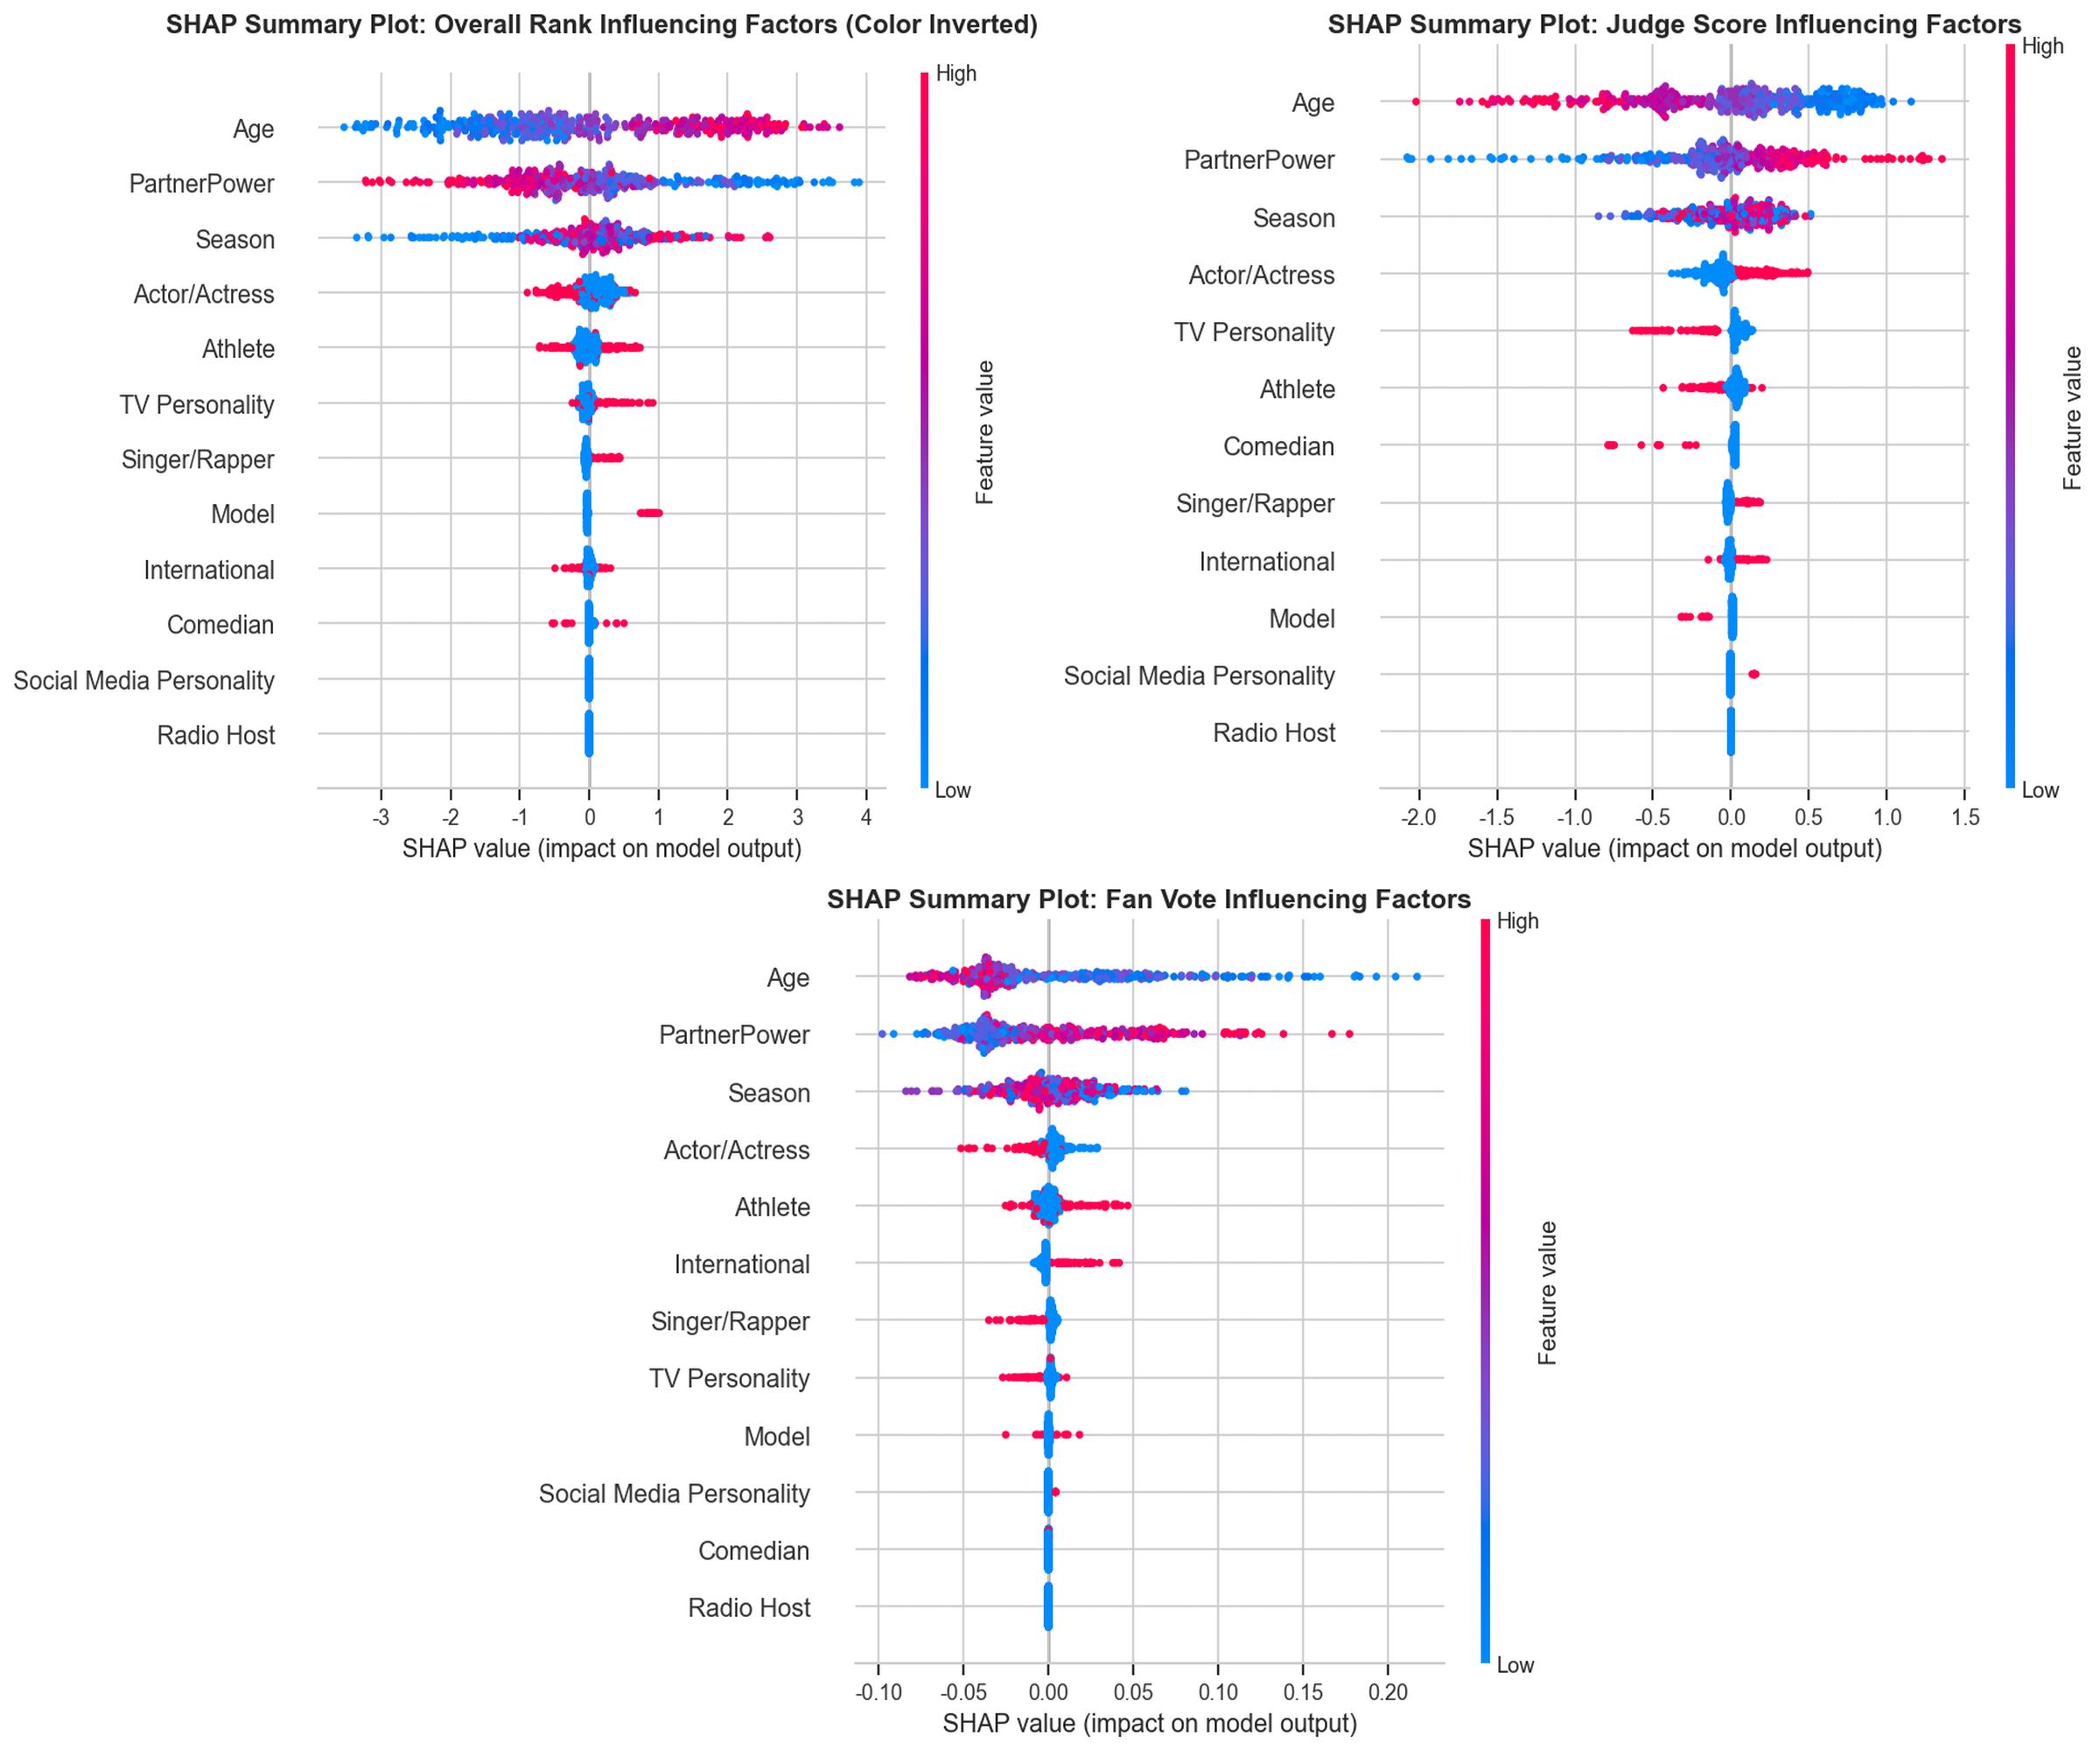 SHAP Summary Plot: Overall Rank Influencing Factors (Color Inverted)
High
Age
PartnerPower
Season
Actor/Actress
Athlete
TV Personality
Singer/Rapper
Model
International
Comedian
Social Media Personality
Radio Host
Feature value
Low
-3 -2 -1 0 1 2 3 4
SHAP value (impact on model output)
SHAP Summary Plot: Judge Score Influencing Factors
High
Age
PartnerPower
Season
Actor/Actress
TV Personality
Athlete
Comedian
Singer/Rapper
International
Model
Social Media Personality
Radio Host
Feature value
Low
-2.0 -1.5 -1.0 -0.5 0.0 0.5 1.0 1.5
SHAP value (impact on model output)
SHAP Summary Plot: Fan Vote Influencing Factors
High
Age
PartnerPower
Season
Actor/Actress
Athlete
International
Singer/Rapper
TV Personality
Model
Social Media Personality
Comedian
Radio Host
Feature value
Low
-0.10 -0.05 0.00 0.05 0.10 0.15 0.20
SHAP value (impact on model output)